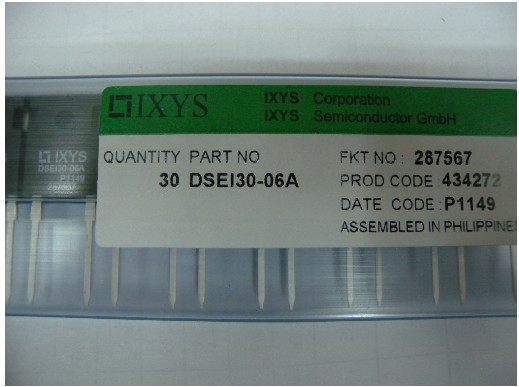 IXYS
IXYS Corporation
IXYS Semiconductor GmbH
QUANTITY PART NO
30 DSEI30-06A
FKT NO : 287567
PROD CODE : 434272
DATE CODE : P1149
ASSEMBLED IN PHILIPPINES
IXYS
DSEI30-06A
P1149
287567